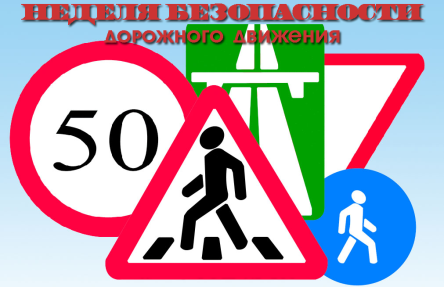 НЕДЕЛЯ БЕЗОПАСНОСТИ
ДОРОЖНОГО ДВИЖЕНИЯ
50